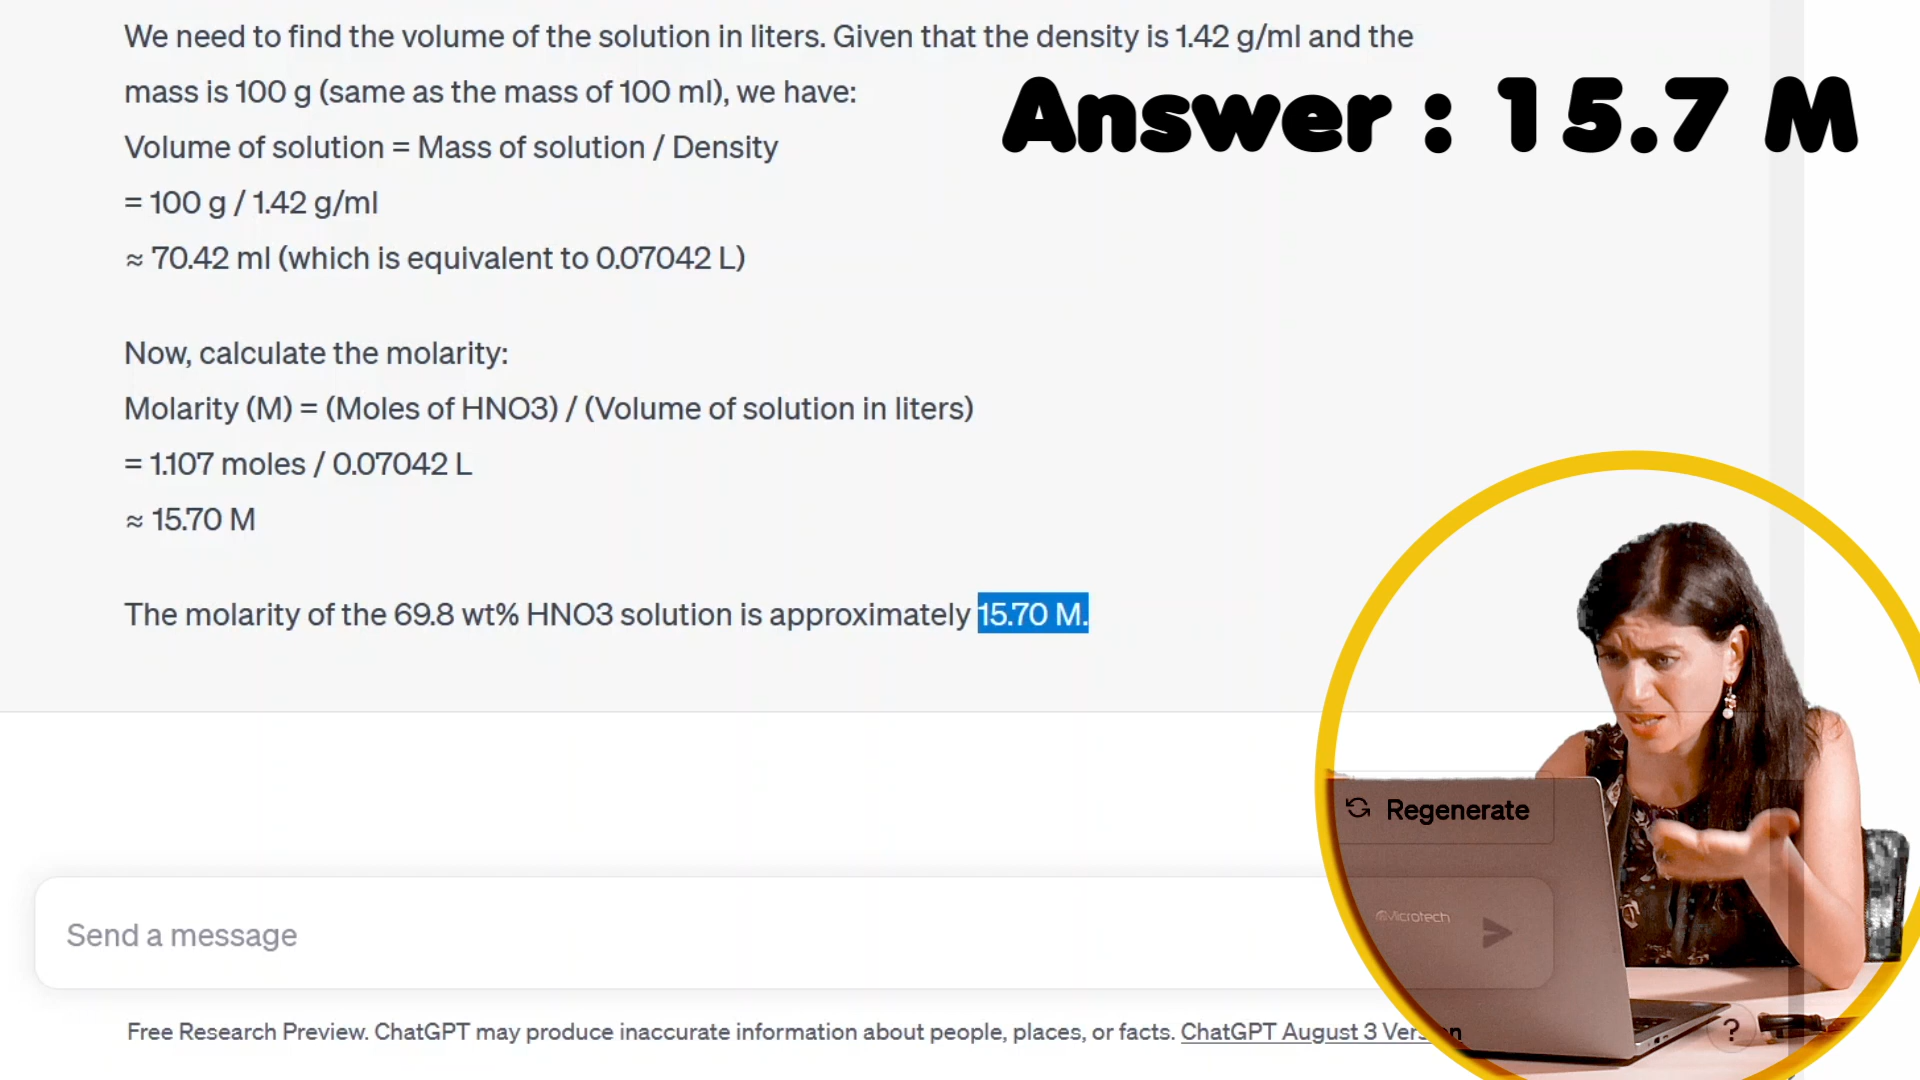 We need to find the volume of the solution in liters. Given that the density is 1.42 g/ml and the
mass is 100 g (same as the mass of 100 ml), we have:
Answer : 15.7 M
Volume of solution = Mass of solution / Density
= 100 g / 1.42 g/ml
≈ 70.42 ml (which is equivalent to 0.07042 L)
Now, calculate the molarity:
Molarity (M) = (Moles of HNO3) / (Volume of solution in liters)
= 1.107 moles / 0.07042 L
≈ 15.70 M
The molarity of the 69.8 wt% HNO3 solution is approximately 15.70 M.
Regenerate
Microtech
Send a message
Free Research Preview. ChatGPT may produce inaccurate information about people, places, or facts. ChatGPT August 3
?